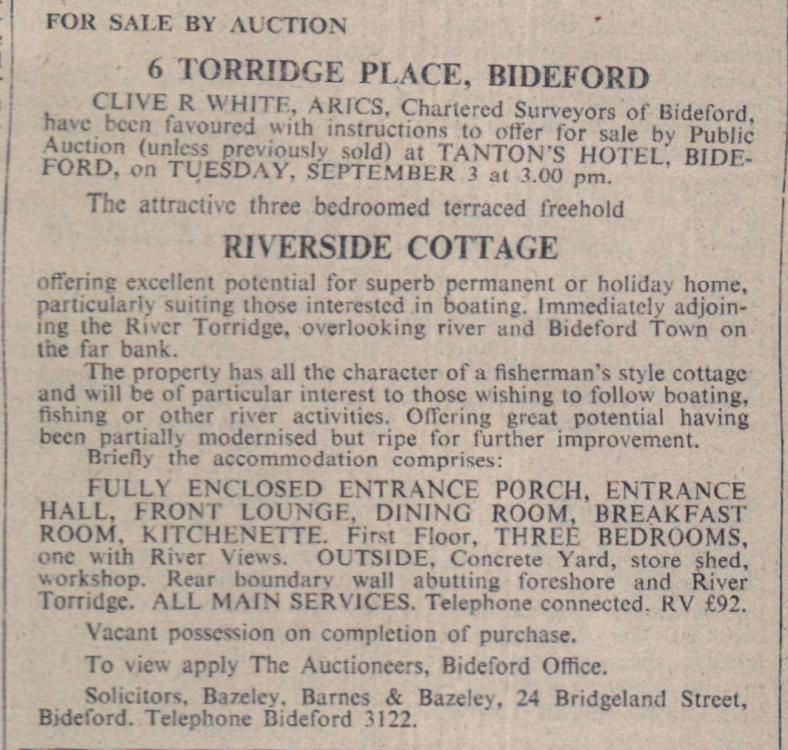 FOR SALE BY AUCTION
6 TORRIDGE PLACE, BIDEFORD
CLIVE R WHITE, ARICS, Chartered Surveyors of Bideford,
have been favoured with instructions to offer for sale by Public
Auction (unless previously sold) at TANTON'S HOTEL, BIDE-
FORD, on TUESDAY, SEPTEMBER 3 at 3.00 pm.
The attractive three bedroomed terraced freehold
RIVERSIDE COTTAGE
offering excellent potential for superb permanent or holiday home,
particularly suiting those interested in boating. Immediately adjoin-
ing the River Torridge, overlooking river and Bideford Town on
the far bank.
The property has all the character of a fisherman's style cottage
and will be of particular interest to those wishing to follow boating,
fishing or other river activities. Offering great potential having
been partially modernised but ripe for further improvement.
Briefly the accommodation comprises:
FULLY ENCLOSED ENTRANCE PORCH, ENTRANCE
HALL, FRONT LOUNGE, DINING ROOM, BREAKFAST
ROOM, KITCHENETTE. First Floor, THREE BEDROOMS,
one with River Views. OUTSIDE, Concrete Yard, store shed,
workshop. Rear boundary wall abutting foreshore and River
Torridge. ALL MAIN SERVICES. Telephone connected. RV £92.
Vacant possession on completion of purchase.
To view apply The Auctioneers, Bideford Office.
Solicitors, Bazeley, Barnes & Bazeley, 24 Bridgeland Street,
Bideford. Telephone Bideford 3122.